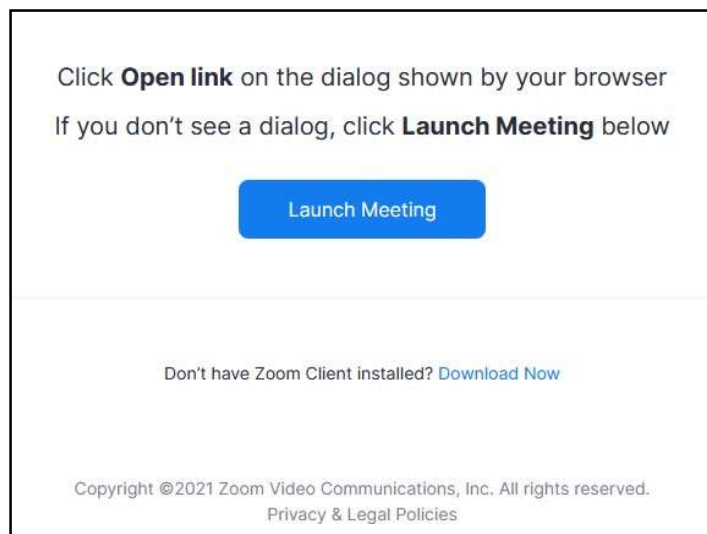 Click Open link on the dialog shown by your browser
If you don’t see a dialog, click Launch Meeting below
Launch Meeting
Don’t have Zoom Client installed? Download Now
Copyright ©2021 Zoom Video Communications, Inc. All rights reserved.
Privacy & Legal Policies